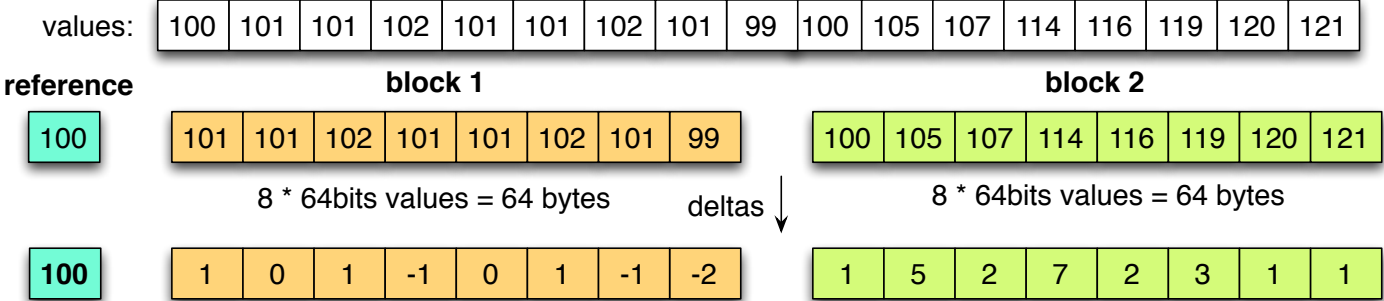 values: 100 101 101 102 101 101 102 101 99 100 105 107 114 116 119 120 121
reference block 1 block 2
100 101 101 102 101 101 102 101 99 100 105 107 114 116 119 120 121
8 * 64bits values = 64 bytes deltas 8 * 64bits values = 64 bytes
100 1 0 1 -1 0 1 -1 -2 1 5 2 7 2 3 1 1